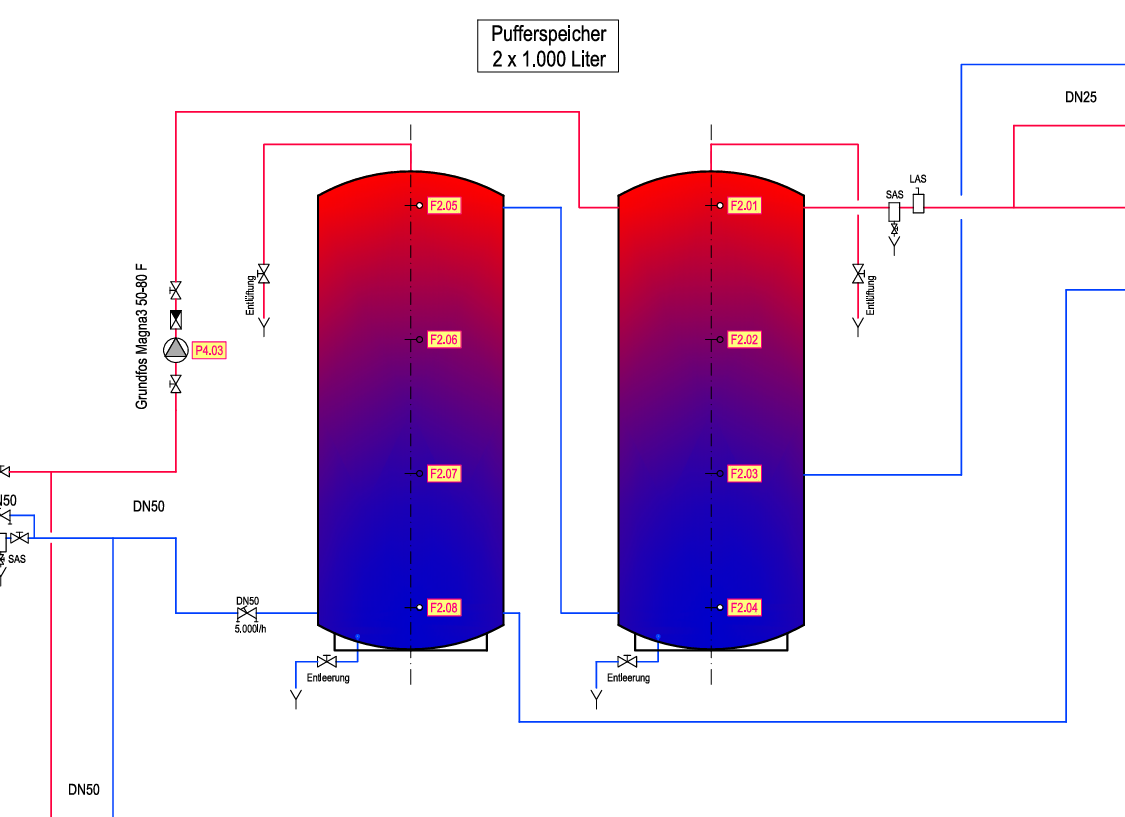 Pufferspeicher
2 x 1.000 Liter
DN25
LAS
SAS
F2.05
F2.01
Entlüftung
Entlüftung
Grundfos Magna3 50-80 F
P4.03
F2.06
F2.02
F2.07
F2.03
DN50
SAS
DN50
5.000l/h
F2.08
F2.04
Entleerung
Entleerung
DN50